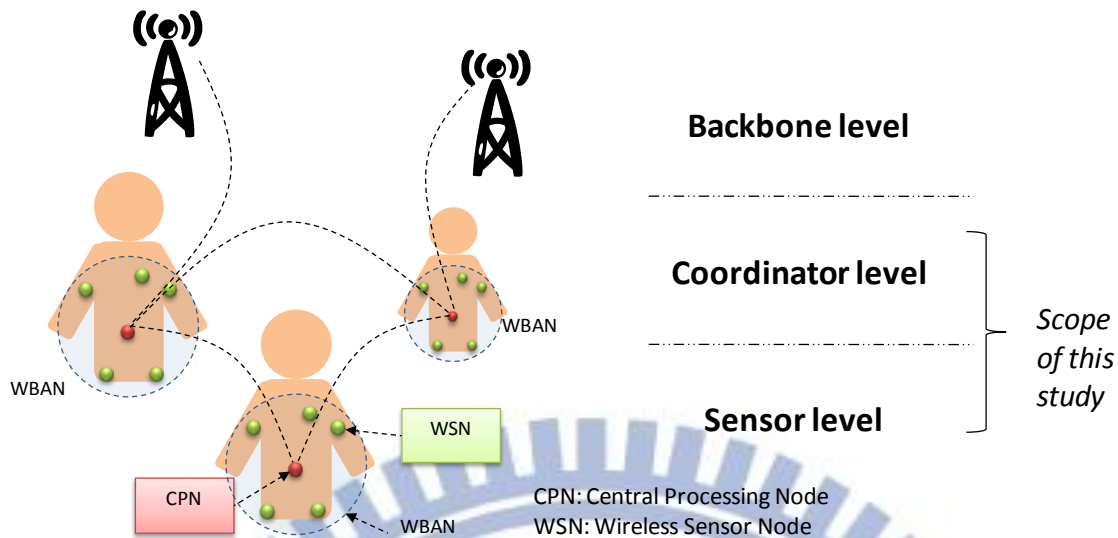 Backbone level
Coordinator level
Sensor level
Scope
of this
study
WBAN
WBAN
WBAN
WSN
CPN
CPN: Central Processing Node
WSN: Wireless Sensor Node